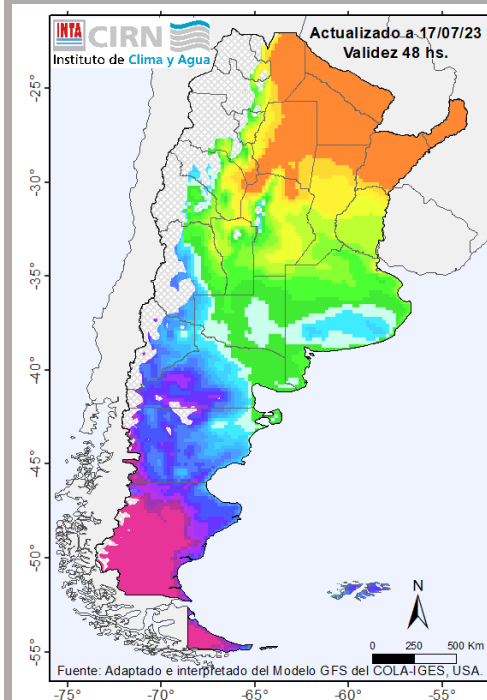 INTA CIRN
Instituto de Clima y Agua
Actualizado a 17/07/23
Validez 48 hs.
-25°
-30°
-35°
-40°
-45°
-50°
-55°
N
0 250 500 Km
Fuente: Adaptado e interpretado del Modelo GFS del COLA-IGES, USA.
-75° -70° -65° -60° -55°